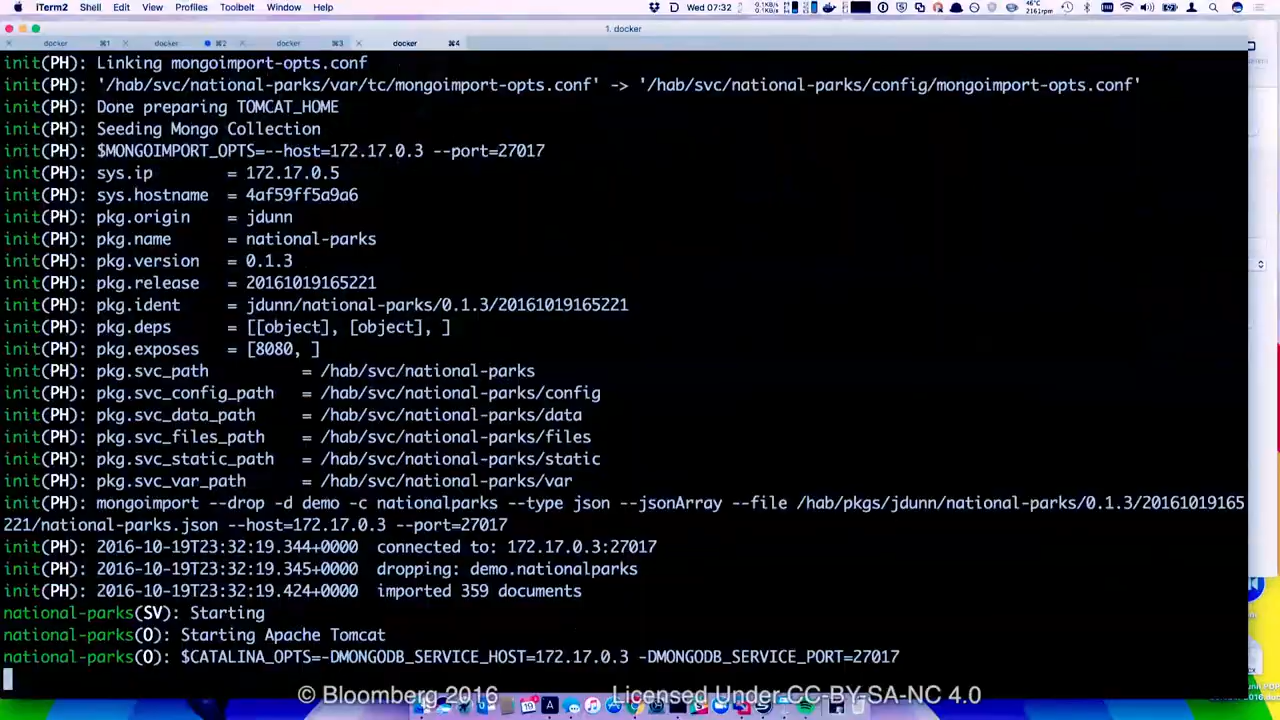 iTerm2 Shell Edit View Profiles Toolbelt Window Help Wed 07:32
1. docker
docker ⌘1 docker ⌘2 docker ⌘3 docker ⌘4
init(PH): Linking mongoimport-opts.conf
init(PH): '/hab/svc/national-parks/var/tc/mongoimport-opts.conf' -> '/hab/svc/national-parks/config/mongoimport-opts.conf'
init(PH): Done preparing TOMCAT_HOME
init(PH): Seeding Mongo Collection
init(PH): $MONGOIMPORT_OPTS=--host=172.17.0.3 --port=27017
init(PH): sys.ip = 172.17.0.5
init(PH): sys.hostname = 4af59ff5a9a6
init(PH): pkg.origin = jdunn
init(PH): pkg.name = national-parks
init(PH): pkg.version = 0.1.3
init(PH): pkg.release = 20161019165221
init(PH): pkg.ident = jdunn/national-parks/0.1.3/20161019165221
init(PH): pkg.deps = [[object], [object], ]
init(PH): pkg.exposes = [8080, ]
init(PH): pkg.svc_path = /hab/svc/national-parks
init(PH): pkg.svc_config_path = /hab/svc/national-parks/config
init(PH): pkg.svc_data_path = /hab/svc/national-parks/data
init(PH): pkg.svc_files_path = /hab/svc/national-parks/files
init(PH): pkg.svc_static_path = /hab/svc/national-parks/static
init(PH): pkg.svc_var_path = /hab/svc/national-parks/var
init(PH): mongoimport --drop -d demo -c nationalparks --type json --jsonArray --file /hab/pkgs/jdunn/national-parks/0.1.3/20161019165
221/national-parks.json --host=172.17.0.3 --port=27017
init(PH): 2016-10-19T23:32:19.344+0000 connected to: 172.17.0.3:27017
init(PH): 2016-10-19T23:32:19.345+0000 dropping: demo.nationalparks
init(PH): 2016-10-19T23:32:19.424+0000 imported 359 documents
national-parks(SV): Starting
national-parks(O): Starting Apache Tomcat
national-parks(O): $CATALINA_OPTS=-DMONGODB_SERVICE_HOST=172.17.0.3 -DMONGODB_SERVICE_PORT=27017
© Bloomberg 2016 Licensed Under CC-BY-SA-NC 4.0